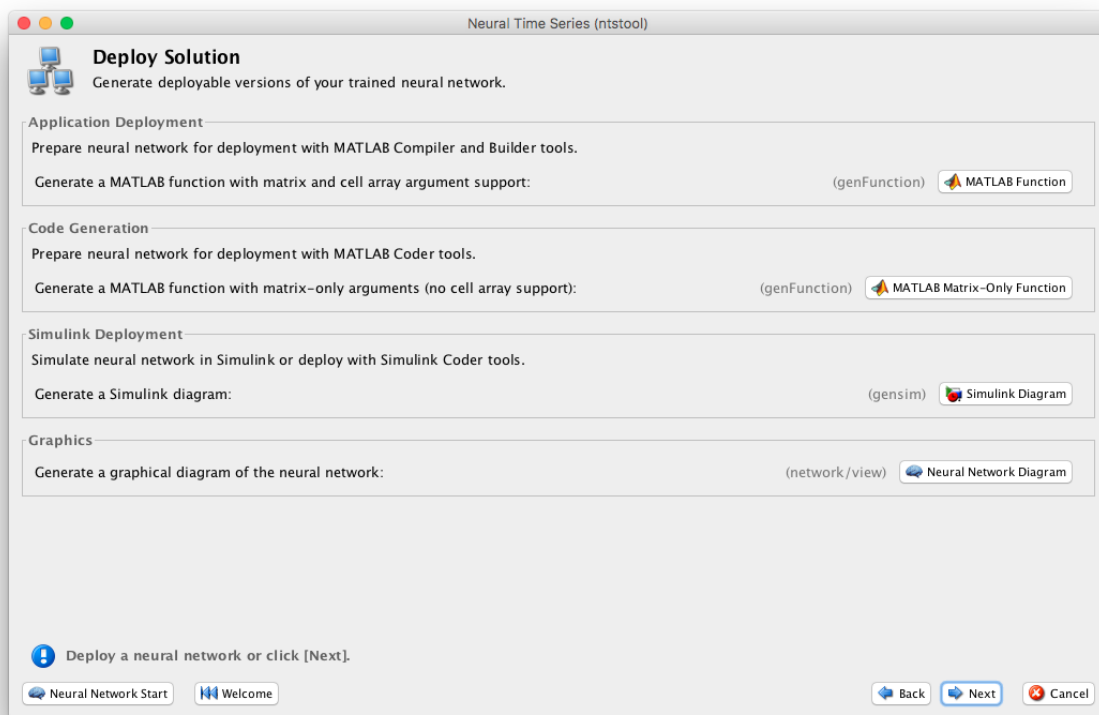 Neural Time Series (ntstool)
Deploy Solution
Generate deployable versions of your trained neural network.
Application Deployment
Prepare neural network for deployment with MATLAB Compiler and Builder tools.
Generate a MATLAB function with matrix and cell array argument support: (genFunction) MATLAB Function
Code Generation
Prepare neural network for deployment with MATLAB Coder tools.
Generate a MATLAB function with matrix-only arguments (no cell array support): (genFunction) MATLAB Matrix-Only Function
Simulink Deployment
Simulate neural network in Simulink or deploy with Simulink Coder tools.
Generate a Simulink diagram: (gensim) Simulink Diagram
Graphics
Generate a graphical diagram of the neural network: (network/view) Neural Network Diagram
Deploy a neural network or click [Next].
Neural Network Start Welcome Back Next Cancel